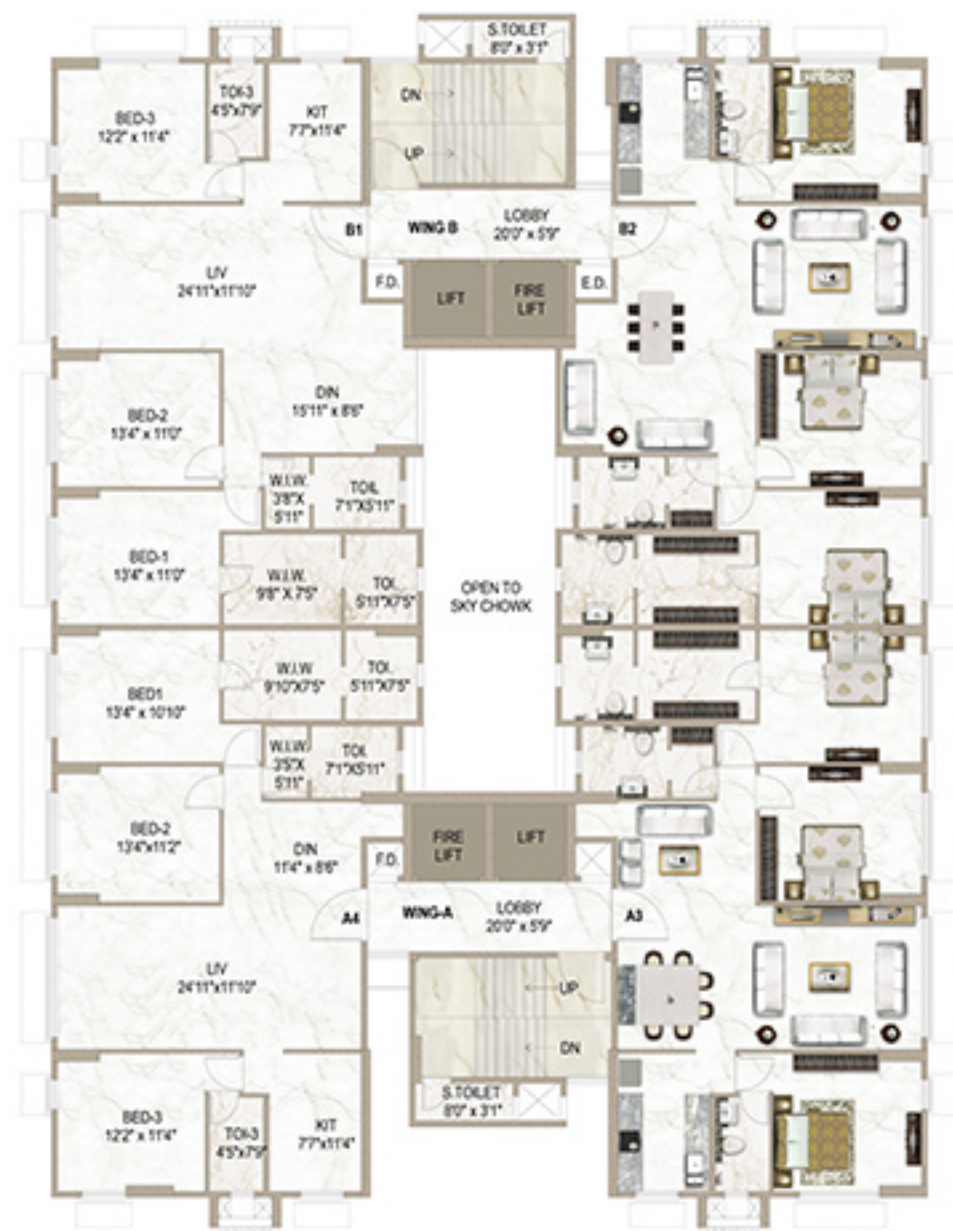 S.TOILET
8'0" x 3'1"
BED-3
12'2" x 11'4"
TOI-3
4'5"x7'9"
KIT
7'7"x11'4"
DN
UP
B1
WING B
LOBBY
20'0" x 5'9"
B2
LIV
24'11"x11'10"
F.D.
LIFT
FIRE
LIFT
E.D.
DIN
15'11" x 8'6"
BED-2
13'4" x 11'0"
W.I.W.
3'8"X
5'11"
TOIL
7'1"X5'11"
BED-1
13'4" x 11'0"
W.I.W.
9'8" X 7'5"
TOI.
5'11"X7'5"
OPEN TO
SKY CHOWK
BED1
13'4" x 10'10"
W.I.W
9'10"X7'5"
TOI.
5'11"X7'5"
W.I.W.
3'5"X
5'11"
TOI.
7'1"X5'11"
BED-2
13'4"x11'2"
DIN
11'4" x 8'6"
F.D.
FIRE
LIFT
LIFT
A4
WING-A
LOBBY
20'0" x 5'9"
A3
LIV
24'11"x11'10"
UP
DN
S.TOILET
8'0" x 3'1"
BED-3
12'2" x 11'4"
TOI-3
4'5"x7'9"
KIT
7'7"x11'4"